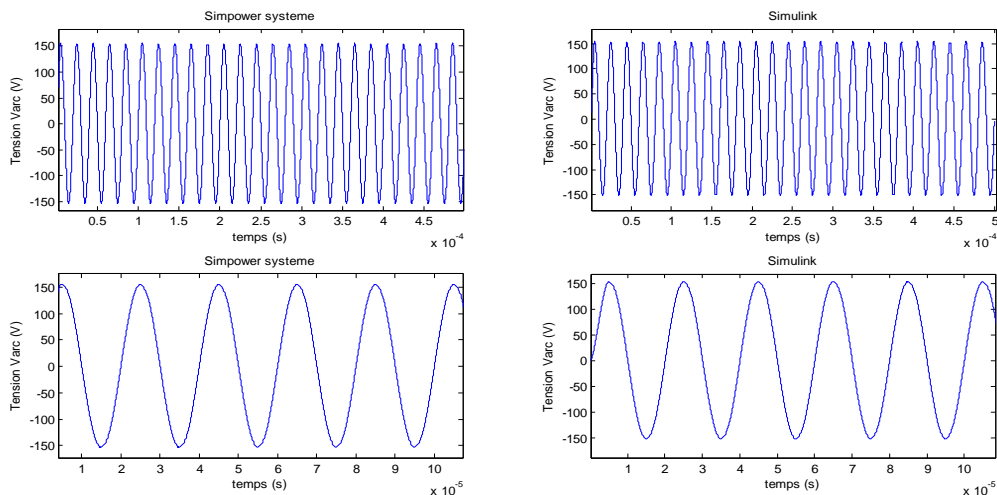 Simpower systeme
Tension Varc (V)
150
100
50
0
-50
-100
-150
0.5 1 1.5 2 2.5 3 3.5 4 4.5
temps (s)
x 10⁻⁴
Simulink
Tension Varc (V)
150
100
50
0
-50
-100
-150
0.5 1 1.5 2 2.5 3 3.5 4 4.5 5
temps (s)
x 10⁻⁴
Simpower systeme
Tension Varc (V)
150
100
50
0
-50
-100
-150
1 2 3 4 5 6 7 8 9 10
temps (s)
x 10⁻⁵
Simulink
Tension Varc (V)
150
100
50
0
-50
-100
-150
1 2 3 4 5 6 7 8 9 10
temps (s)
x 10⁻⁵